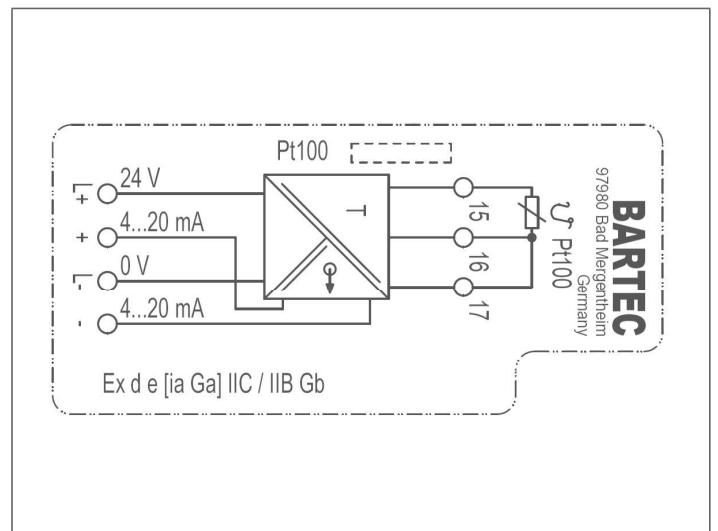 Pt100
L+ 24 V
+ 4...20 mA
L- 0 V
- 4...20 mA
T
15
16
17
Pt100
BARTEC
97980 Bad Mergentheim
Germany
Ex d e [ia Ga] IIC / IIB Gb